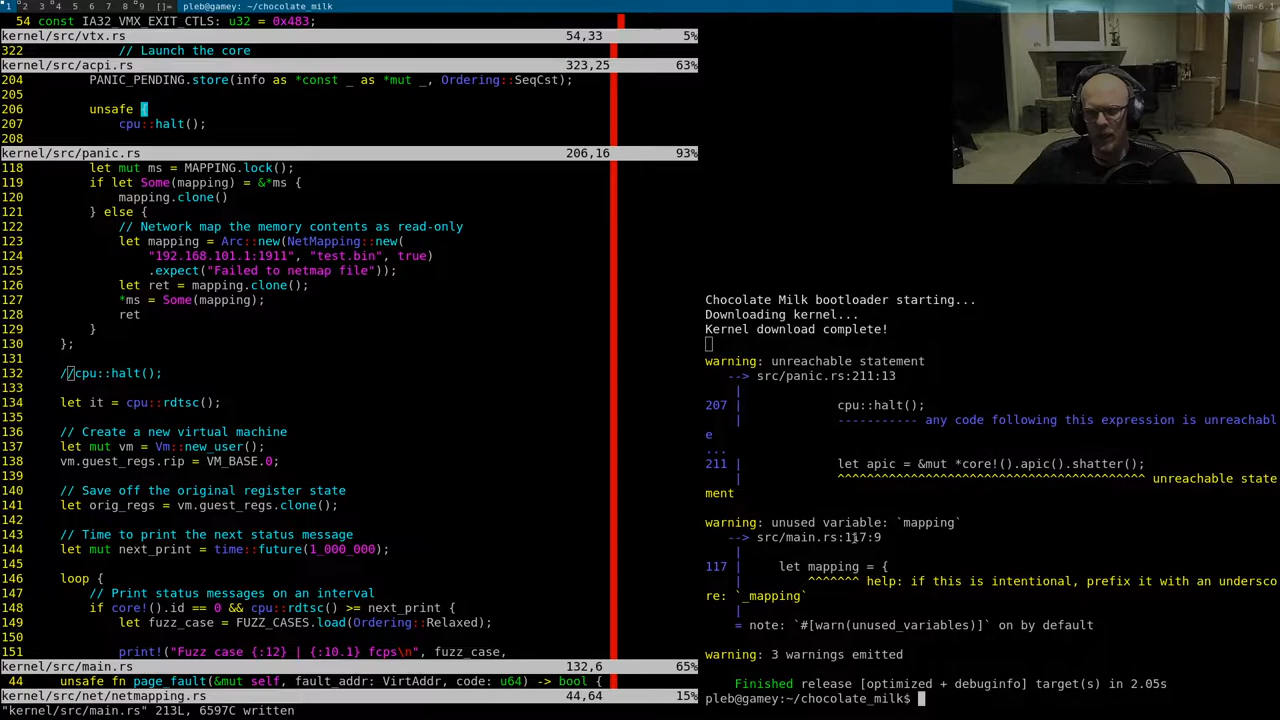 1 2 3 4 5 6 7 8 9 []= pleb@gamey: ~/chocolate_milk
dwm-6.1
54 const IA32_VMX_EXIT_CTLS: u32 = 0x483;
kernel/src/vtx.rs 54,33 5%
322 // Launch the core
kernel/src/acpi.rs 323,25 63%
204 PANIC_PENDING.store(info as *const _ as *mut _, Ordering::SeqCst);
205
206 unsafe {
207 cpu::halt();
208
kernel/src/panic.rs 206,16 93%
118 let mut ms = MAPPING.lock();
119 if let Some(mapping) = &*ms {
120 mapping.clone()
121 } else {
122 // Network map the memory contents as read-only
123 let mapping = Arc::new(NetMapping::new(
124 "192.168.101.1:1911", "test.bin", true)
125 .expect("Failed to netmap file"));
126 let ret = mapping.clone();
127 *ms = Some(mapping);
128 ret
129 }
130 };
131
132 //cpu::halt();
133
134 let it = cpu::rdtsc();
135
136 // Create a new virtual machine
137 let mut vm = Vm::new_user();
138 vm.guest_regs.rip = VM_BASE.0;
139
140 // Save off the original register state
141 let orig_regs = vm.guest_regs.clone();
142
143 // Time to print the next status message
144 let mut next_print = time::future(1_000_000);
145
146 loop {
147 // Print status messages on an interval
148 if core!().id == 0 && cpu::rdtsc() >= next_print {
149 let fuzz_case = FUZZ_CASES.load(Ordering::Relaxed);
150
151 print!("Fuzz case {:12} | {:10.1} fcps\n", fuzz_case,
kernel/src/main.rs 132,6 65%
44 unsafe fn page_fault(&mut self, fault_addr: VirtAddr, code: u64) -> bool {
kernel/src/net/netmapping.rs 44,64 15%
"kernel/src/main.rs" 213L, 6597C written
Chocolate Milk bootloader starting...
Downloading kernel...
Kernel download complete!
warning: unreachable statement
--> src/panic.rs:211:13
|
207 | cpu::halt();
| ----------- any code following this expression is unreachabl
e
...
211 | let apic = &mut *core!().apic().shatter();
| ^^^^^^^^^^^^^^^^^^^^^^^^^^^^^^^^^^^^^^^^^^ unreachable state
ment
warning: unused variable: `mapping`
--> src/main.rs:117:9
|
117 | let mapping = {
| ^^^^^^^ help: if this is intentional, prefix it with an undersco
re: `_mapping`
|
= note: `#[warn(unused_variables)]` on by default
warning: 3 warnings emitted
Finished release [optimized + debuginfo] target(s) in 2.05s
pleb@gamey:~/chocolate_milk$